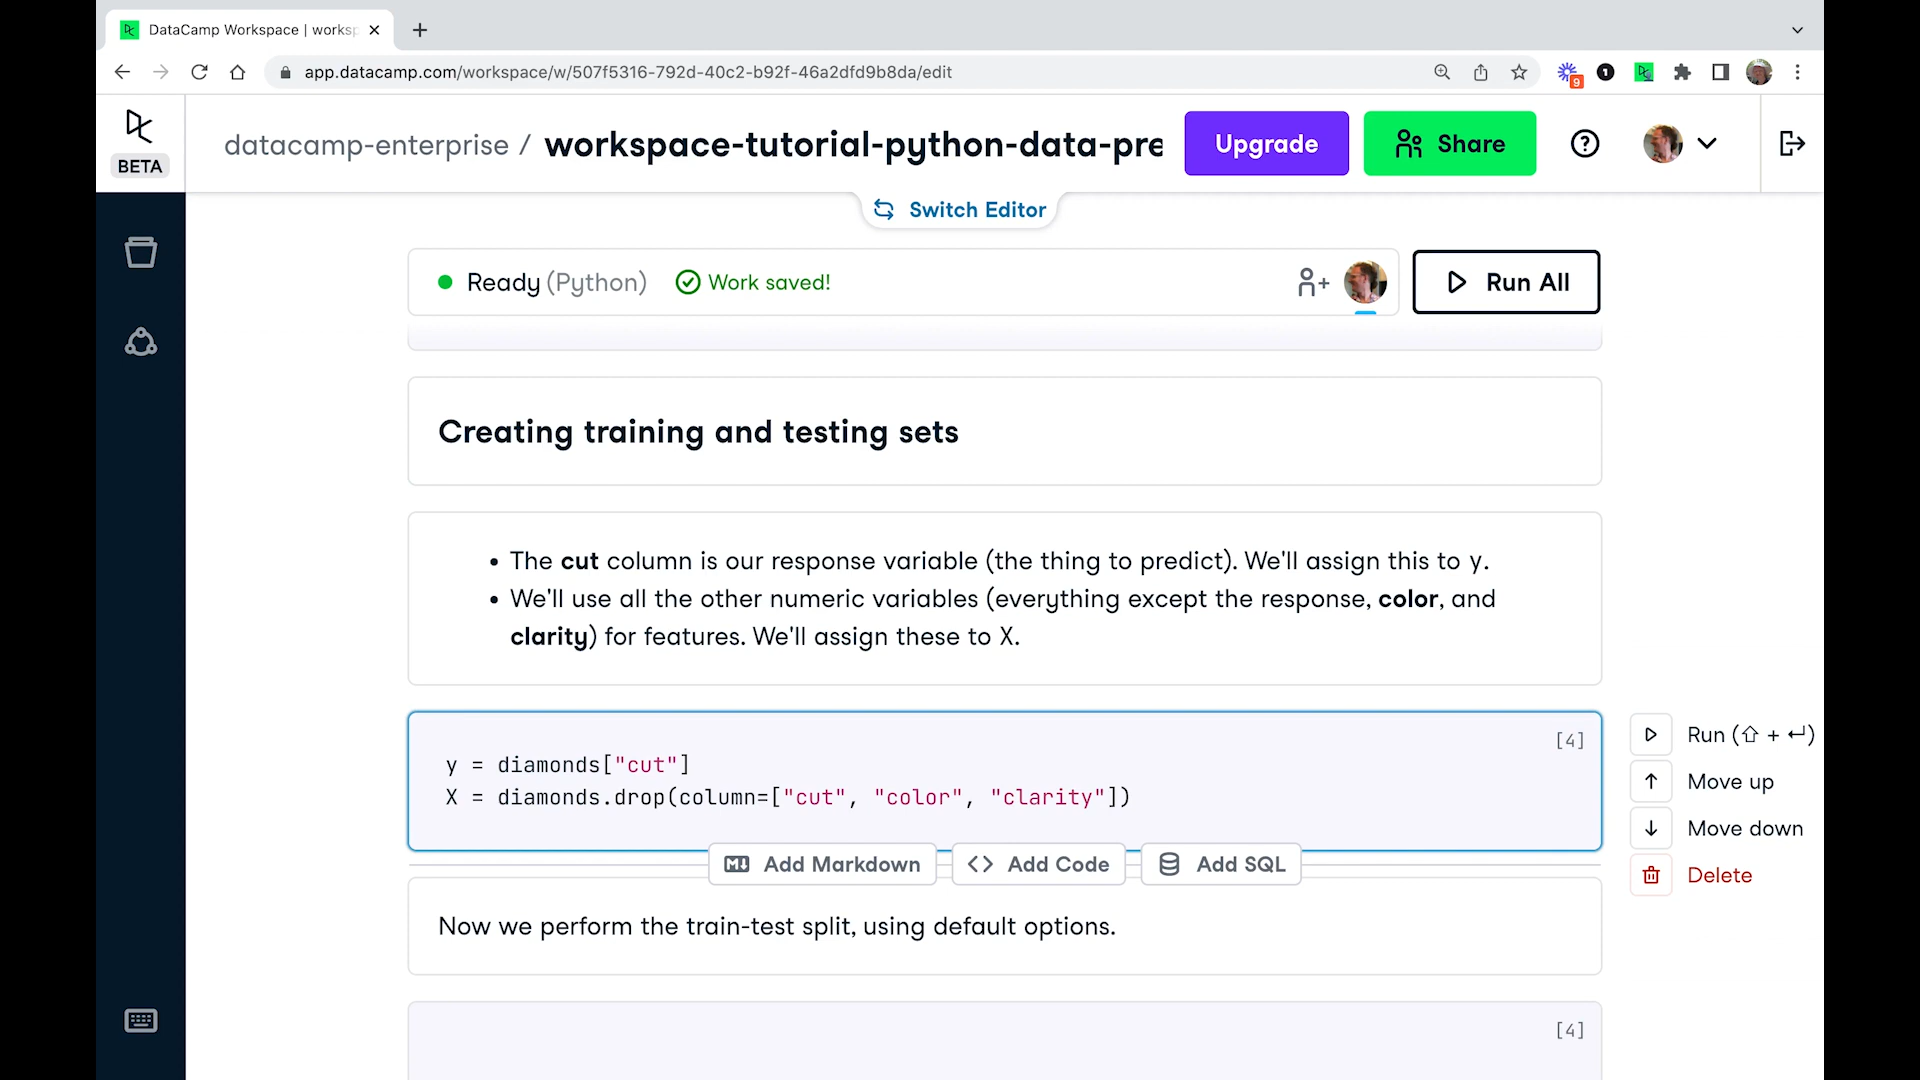 DataCamp Workspace | worksp
app.datacamp.com/workspace/w/507f5316-792d-40c2-b92f-46a2dfd9b8da/edit
9
1
BETA
datacamp-enterprise / workspace-tutorial-python-data-pre
Upgrade
Share
?
Switch Editor
Ready (Python)
Work saved!
Run All
Creating training and testing sets
• The cut column is our response variable (the thing to predict). We'll assign this to y.
• We'll use all the other numeric variables (everything except the response, color, and
clarity) for features. We'll assign these to X.
[4]
y = diamonds["cut"]
X = diamonds.drop(column=["cut", "color", "clarity"])
Run (⇧ + ↵)
Move up
Move down
Delete
M↓ Add Markdown
<> Add Code
Add SQL
Now we perform the train-test split, using default options.
[4]